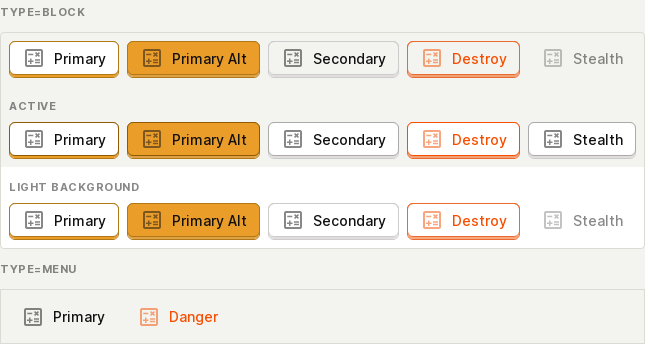 TYPE=BLOCK
Primary Primary Alt Secondary Destroy Stealth
ACTIVE
Primary Primary Alt Secondary Destroy Stealth
LIGHT BACKGROUND
Primary Primary Alt Secondary Destroy Stealth
TYPE=MENU
Primary Danger